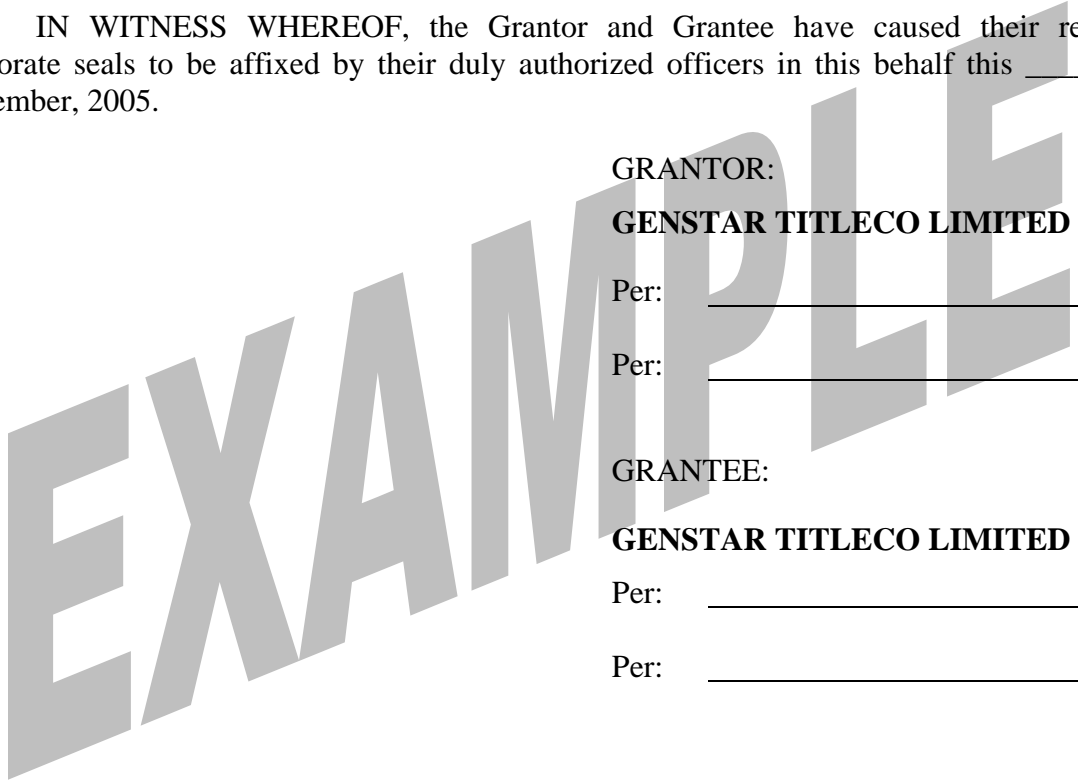 IN WITNESS WHEREOF, the Grantor and Grantee have caused their re
orate seals to be affixed by their duly authorized officers in this behalf this ____
ember, 2005.
GRANTOR:
GENSTAR TITLECO LIMITED
Per:
Per:
GRANTEE:
GENSTAR TITLECO LIMITED
Per:
Per:
EXAMPLE